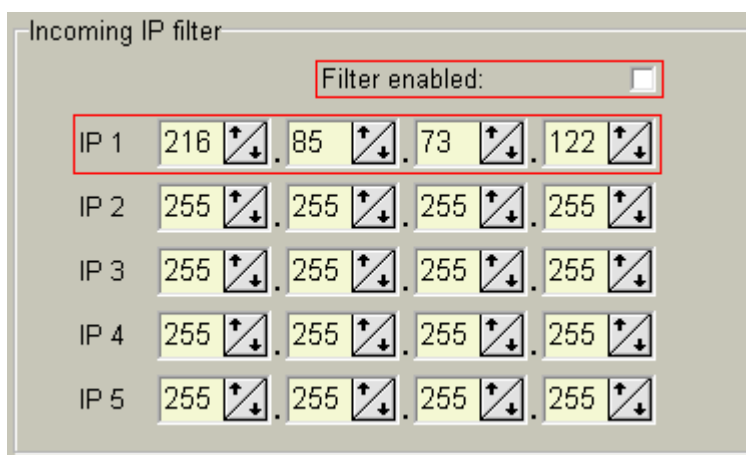 Incoming IP filter
Filter enabled:
IP 1 216 . 85 . 73 . 122
IP 2 255 . 255 . 255 . 255
IP 3 255 . 255 . 255 . 255
IP 4 255 . 255 . 255 . 255
IP 5 255 . 255 . 255 . 255